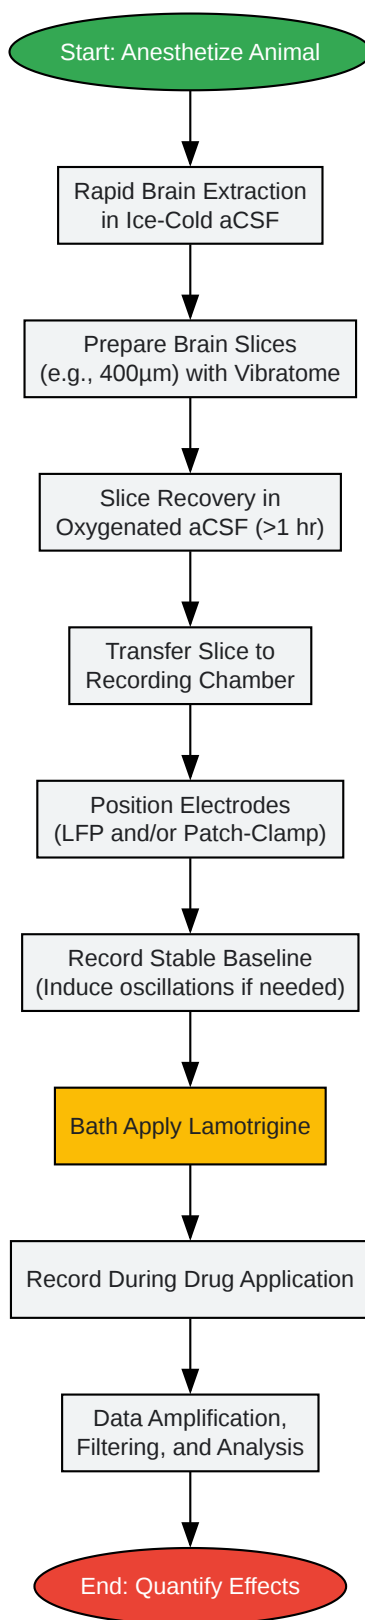 Start: Anesthetize Animal
Rapid Brain Extraction
in Ice-Cold aCSF
Prepare Brain Slices
(e.g., 400µm) with Vibratome
Slice Recovery in
Oxygenated aCSF (>1 hr)
Transfer Slice to
Recording Chamber
Position Electrodes
(LFP and/or Patch-Clamp)
Record Stable Baseline
(Induce oscillations if needed)
Bath Apply Lamotrigine
Record During Drug Application
Data Amplification,
Filtering, and Analysis
End: Quantify Effects